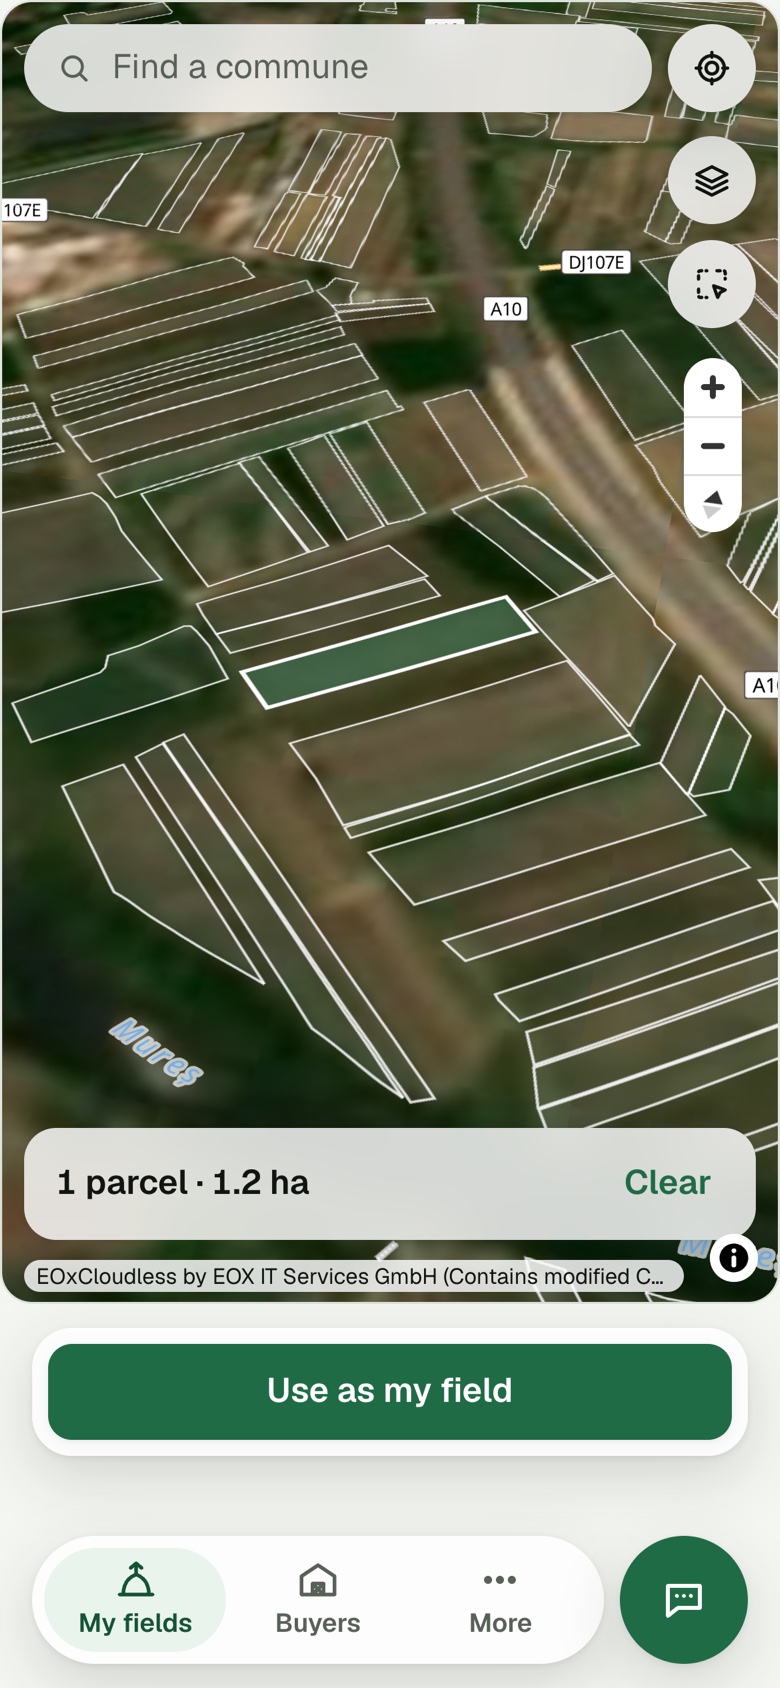 Find a commune
107E
DJ107E
A10
A10
Mureș
1 parcel · 1.2 ha
Clear
EOxCloudless by EOX IT Services GmbH (Contains modified C...
Use as my field
My fields
Buyers
More